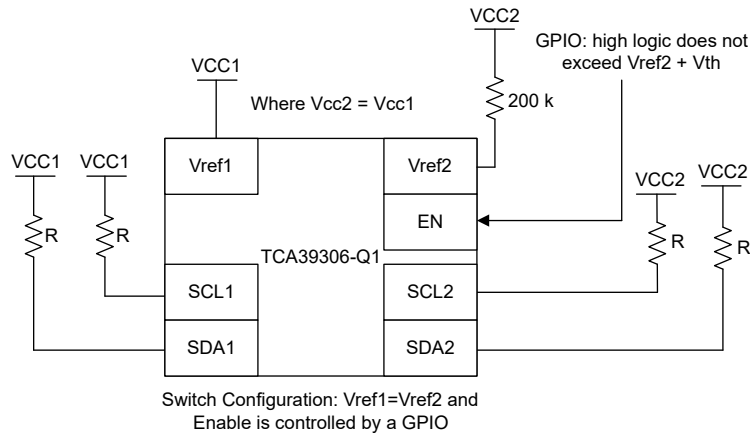 VCC2
GPIO: high logic does not
exceed Vref2 + Vth
VCC1
Where Vcc2 = Vcc1
200 k
VCC1
VCC1
Vref1
Vref2
VCC2
VCC2
EN
R
R
R
R
TCA39306-Q1
SCL1
SCL2
SDA1
SDA2
Switch Configuration: Vref1=Vref2 and
Enable is controlled by a GPIO